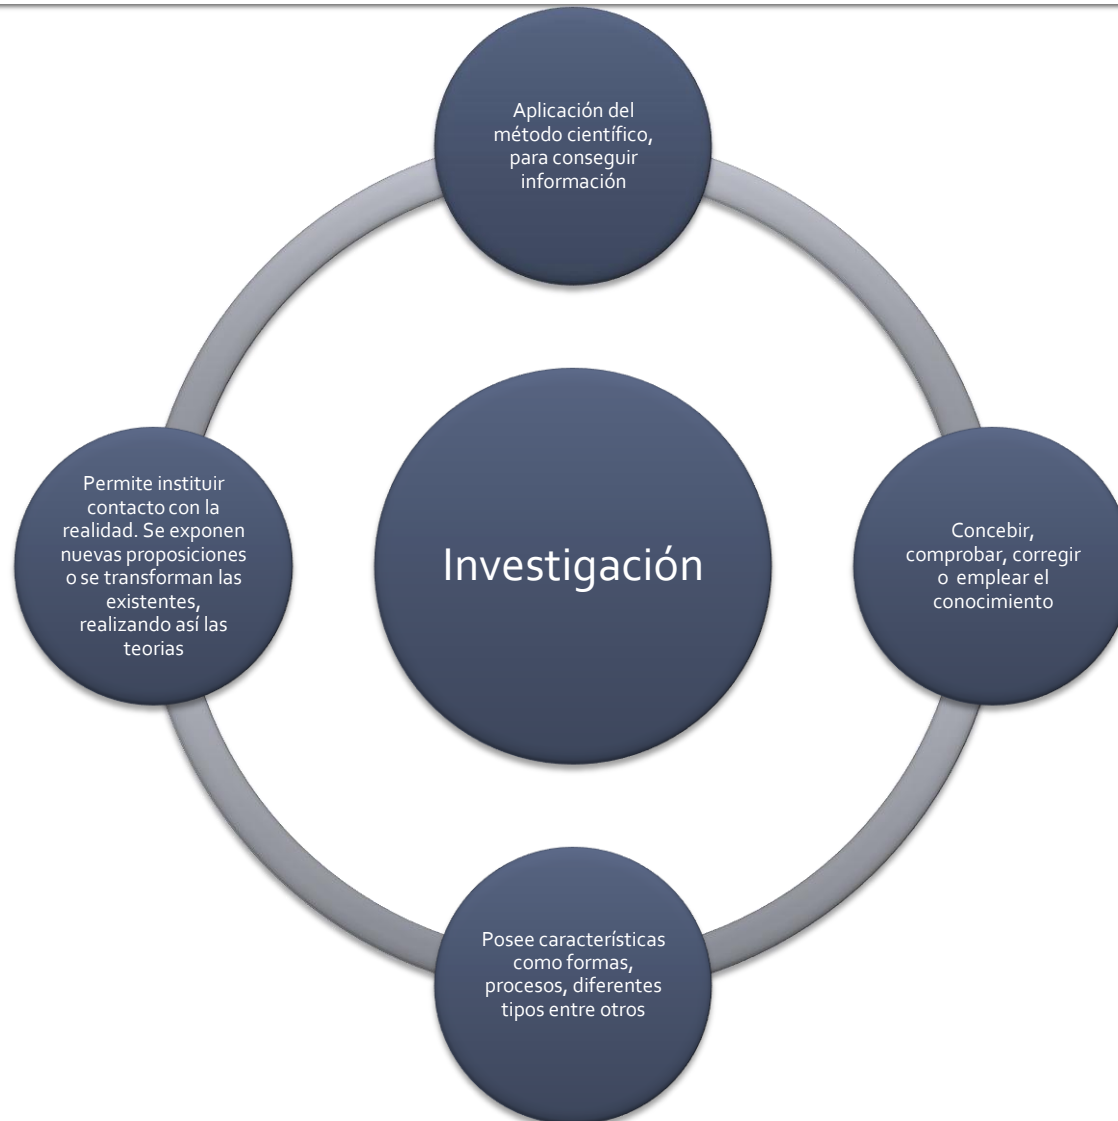 Aplicación del
método científico,
para conseguir
información
Permite instituir
contacto con la
realidad. Se exponen
nuevas proposiciones
o se transforman las
existentes,
realizando así las
teorias
Investigación
Concebir,
comprobar, corregir
o emplear el
conocimiento
Posee características
como formas,
procesos, diferentes
tipos entre otros